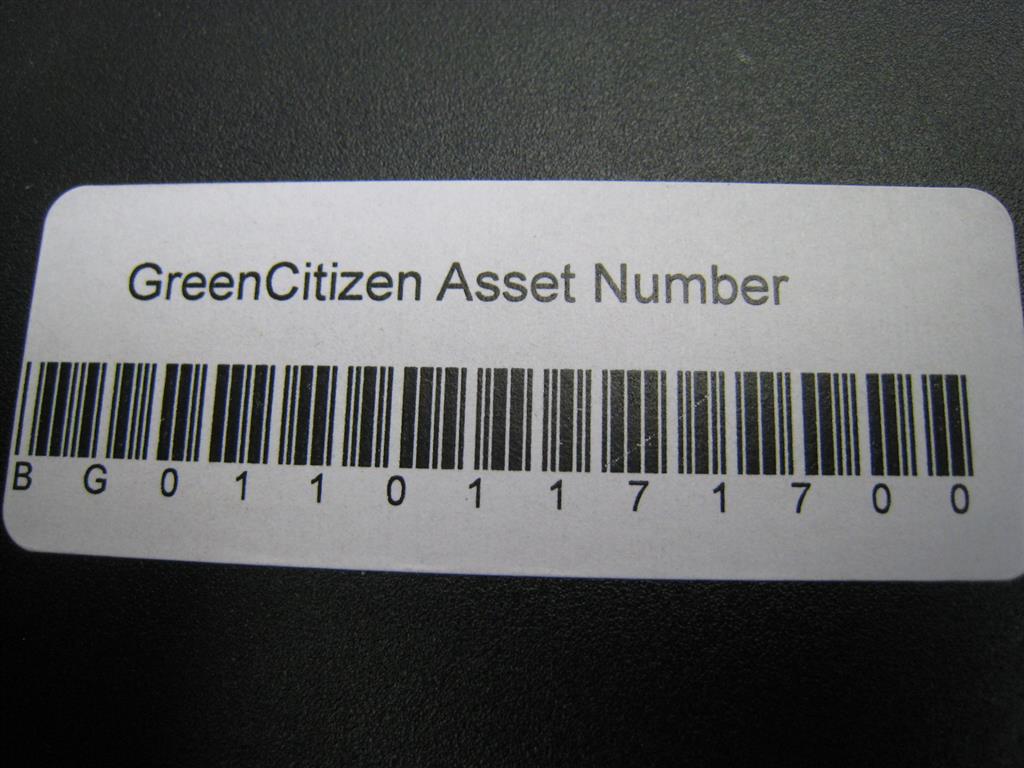 GreenCitizen Asset Number
B G 0 1 1 0 1 1 7 1 7 0 0